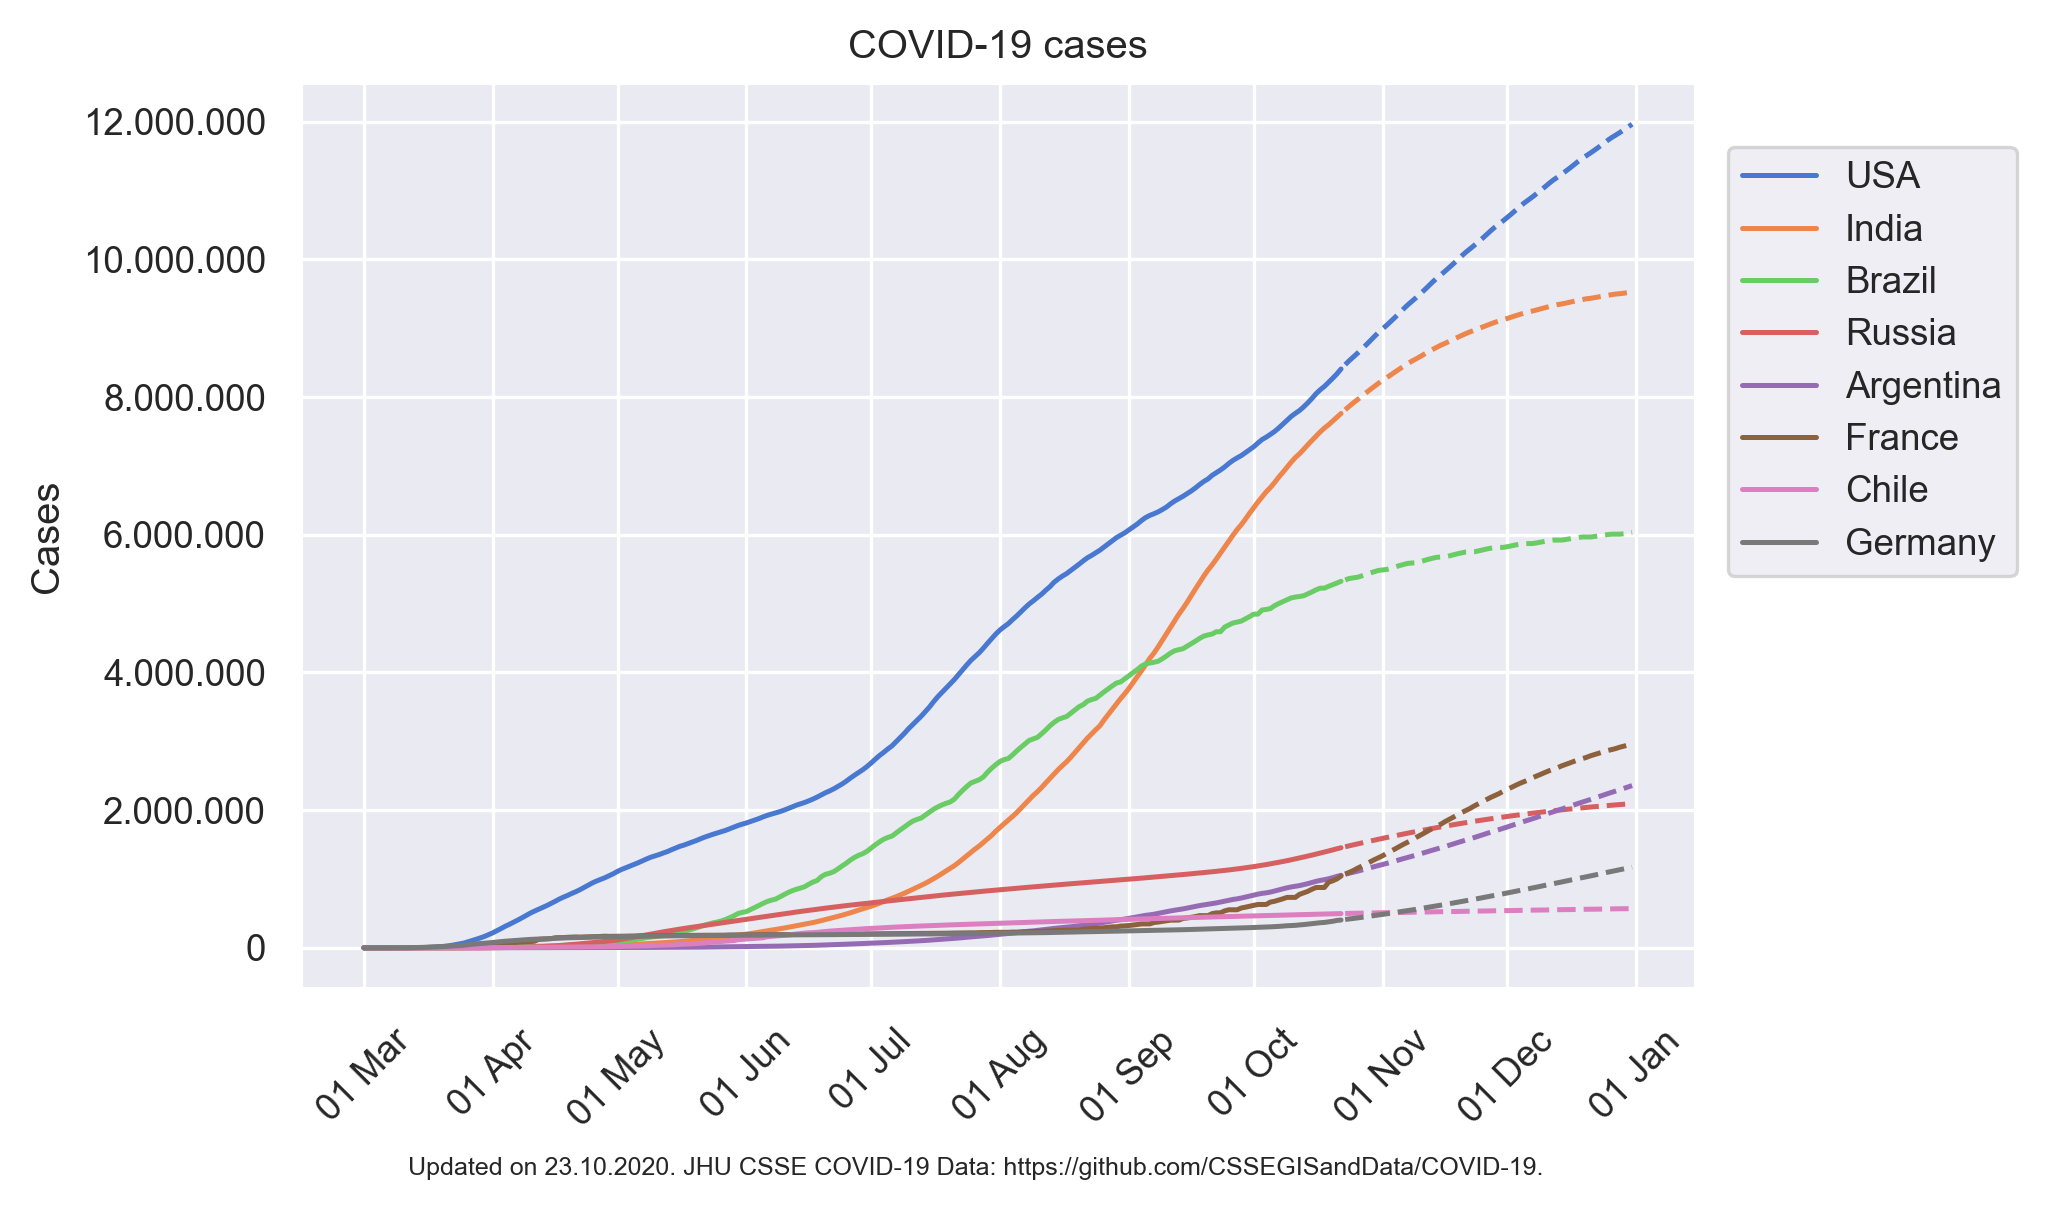 COVID-19 cases
12.000.000
10.000.000
8.000.000
6.000.000
4.000.000
2.000.000
0
Cases
USA
India
Brazil
Russia
Argentina
France
Chile
Germany
01 Mar
01 Apr
01 May
01 Jun
01 Jul
01 Aug
01 Sep
01 Oct
01 Nov
01 Dec
01 Jan
Updated on 23.10.2020. JHU CSSE COVID-19 Data: https://github.com/CSSEGISandData/COVID-19.